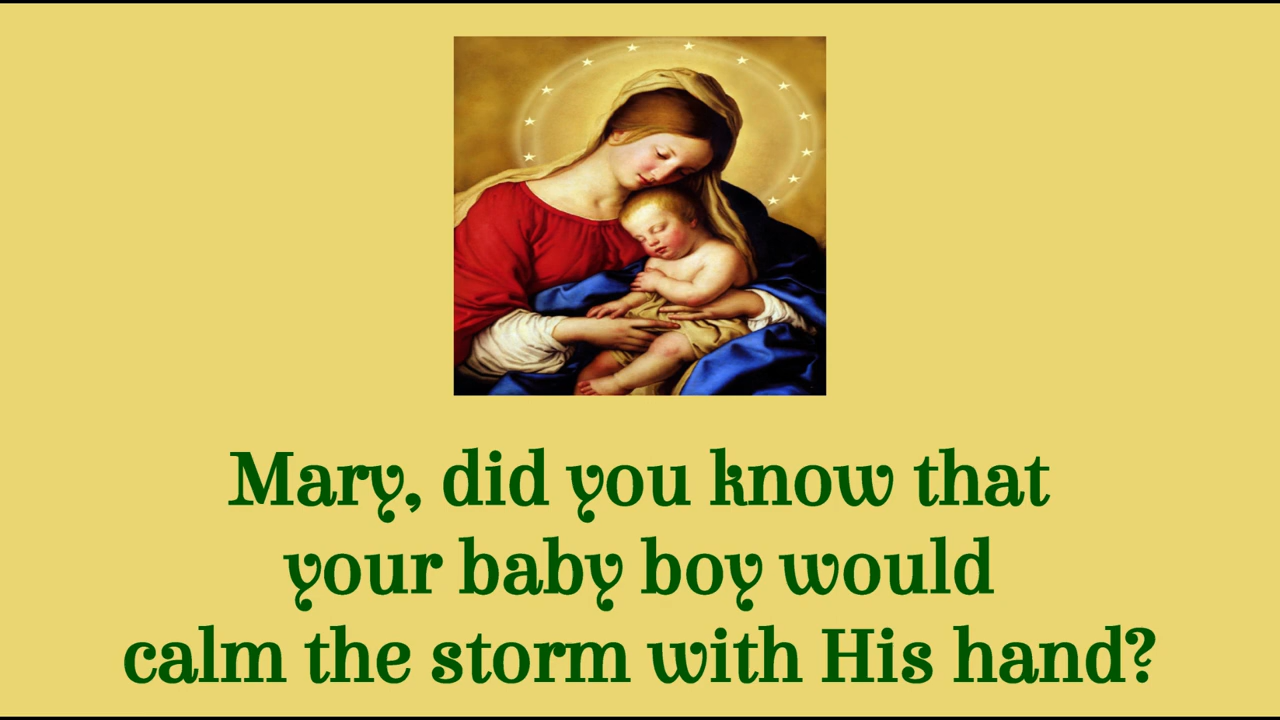 Mary, did you know that
your baby boy would
calm the storm with His hand?